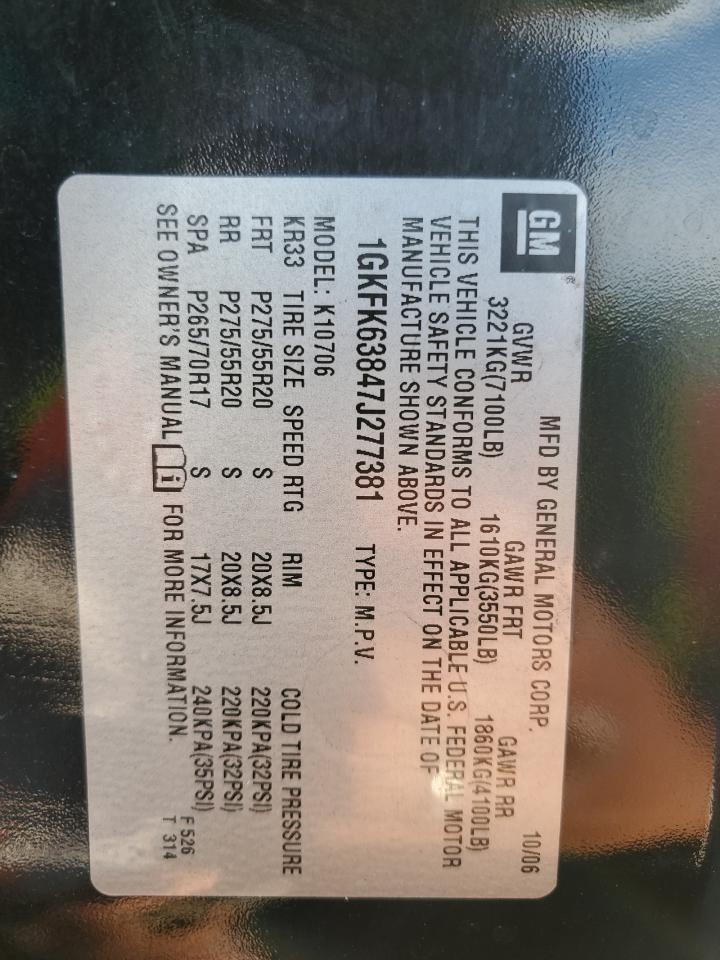 GM
MFD BY GENERAL MOTORS CORP. 10/06
GVWR GAWR FRT GAWR RR
3221KG(7100LB) 1610KG(3550LB) 1860KG(4100LB)
THIS VEHICLE CONFORMS TO ALL APPLICABLE U.S. FEDERAL MOTOR
VEHICLE SAFETY STANDARDS IN EFFECT ON THE DATE OF
MANUFACTURE SHOWN ABOVE.
1GKFK63847J277381 TYPE: M.P.V.
MODEL: K10706
KR33 TIRE SIZE SPEED RTG RIM COLD TIRE PRESSURE
FRT P275/55R20 S 20X8.5J 220KPA(32PSI)
RR P275/55R20 S 20X8.5J 220KPA(32PSI)
SPA P265/70R17 S 17X7.5J 240KPA(35PSI)
SEE OWNER'S MANUAL i FOR MORE INFORMATION.
F 526
T 314